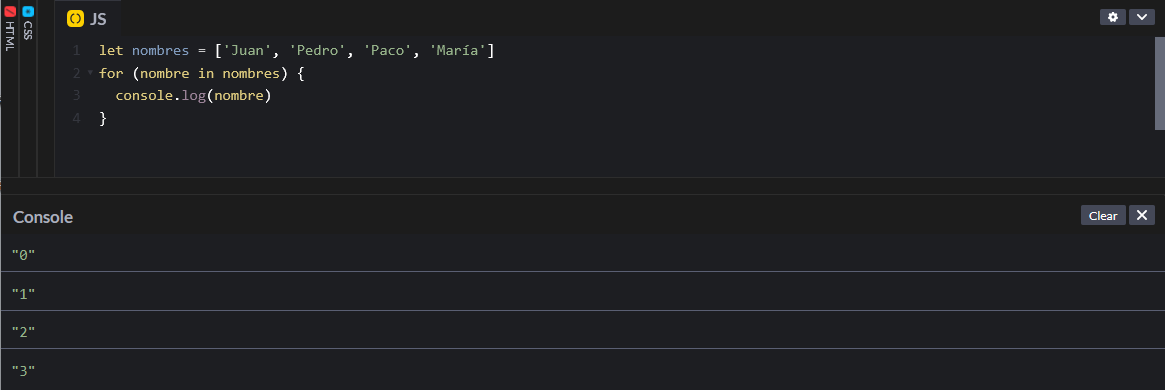 HTML
CSS
JS
1 let nombres = ['Juan', 'Pedro', 'Paco', 'María']
2 for (nombre in nombres) {
3 console.log(nombre)
4 }
Console
Clear
"0"
"1"
"2"
"3"